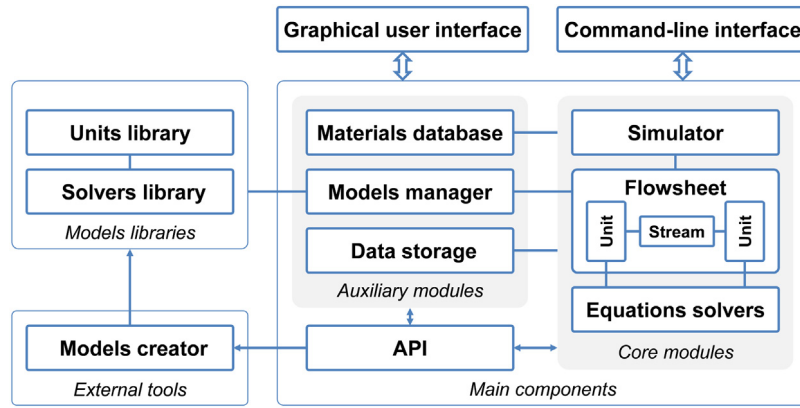 Graphical user interface
Command-line interface
Units library
Solvers library
Models libraries
Materials database
Models manager
Data storage
Auxiliary modules
Simulator
Flowsheet
Unit
Stream
Unit
Equations solvers
Core modules
Models creator
External tools
API
Main components